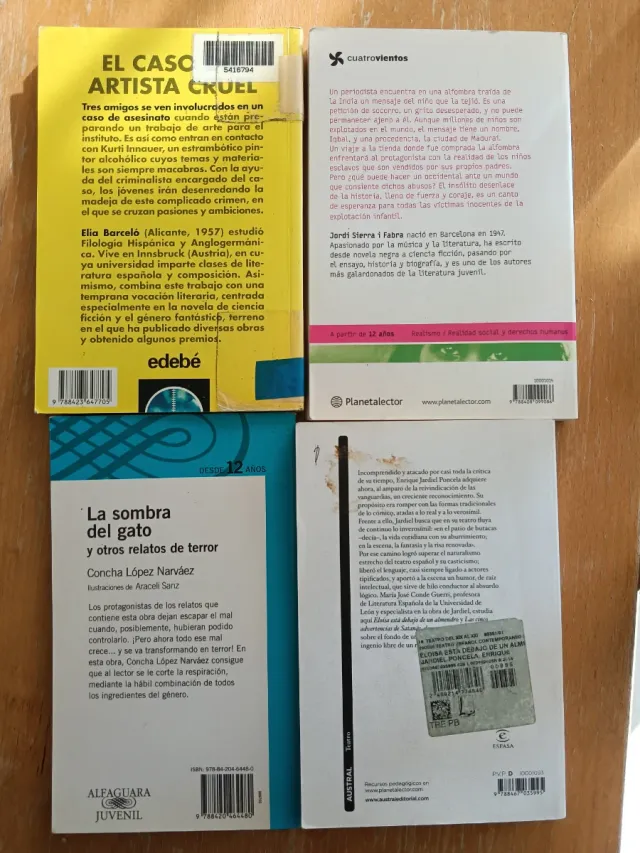 EL CASO
ARTISTA CRUEL
5416794
Tres amigos se ven involucrados en un
caso de asesinato cuando están pre-
parando un trabajo de arte para el
instituto. Es así como entran en contacto
con Kurti Innauer, un estrambótico pin-
tor alcohólico cuyos temas y materia-
les son siempre macabros. Con la ayu-
da del criminalista encargado del ca-
so, los jóvenes irán desenredando la
madeja de este complicado crimen, en
el que se cruzan pasiones y ambiciones.
Elia Barceló (Alicante, 1957) estudió
Filología Hispánica y Anglogermáni-
ca. Vive en Innsbruck (Austria), en cu-
ya universidad imparte clases de lite-
ratura española y composición. Asi-
mismo, combina este trabajo con una
temprana vocación literaria, centrada
especialmente en la novela de ciencia
ficción y el género fantástico, terreno
en el que ha publicado diversas obras
y obtenido algunos premios.
edebé
9 788423 647705
cuatrovientos
Un periodista encuentra en una alfombra traída de
la India un mensaje del niño que la tejió. Es una
petición de socorro, un grito desesperado, y no puede
permanecer ajeno a él. Aunque millones de niños son
explotados en el mundo, el mensaje tiene un nombre,
Iqbal, y una procedencia, la ciudad de Madurai.
Un viaje a la tienda donde fue comprada la alfombra
enfrentará al protagonista con la realidad de los niños
esclavos que son vendidos por sus propios padres.
Pero ¿qué puede hacer un occidental ante un mundo
que consiente dichos abusos? El insólito desenlace
de la historia, lleno de fuerza y coraje, es un canto
de esperanza para todas las víctimas inocentes de la
explotación infantil.
Jordi Sierra i Fabra nació en Barcelona en 1947.
Apasionado por la música y la literatura, ha escrito
desde novela negra a ciencia ficción, pasando por
el ensayo, historia y biografía, y es uno de los autores
más galardonados de la literatura juvenil.
A partir de 12 años
Realismo / Realidad social y derechos humanos
Planetalector
www.planetalector.com
DESDE 12 AÑOS
La sombra
del gato
y otros relatos de terror
Concha López Narváez
Ilustraciones de Araceli Sanz
Los protagonistas de los relatos que
contiene esta obra dejan escapar el mal
cuando, posiblemente, hubieran podido
controlarlo. ¡Pero ahora todo ese mal
crece... y se va transformando en terror! En
esta obra, Concha López Narváez consigue
que al lector se le corte la respiración,
mediante la hábil combinación de todos
los ingredientes del género.
ISBN: 978-84-204-6448-0
9 788420 464480
ALFAGUARA
JUVENIL
Incomprendido y atacado por casi toda la crítica
de su tiempo, Enrique Jardiel Poncela adquiere
ahora, al amparo de la reivindicación de las
vanguardias, un creciente reconocimiento. Su
propósito era romper con las formas tradicionales
de lo cómico, atadas a lo real y a lo verosímil.
Frente a ello, Jardiel busca que en su teatro fluya
de continuo lo inverosímil: «en el patio de butacas
–decía–, la vida cotidiana con su aburrimiento;
en la escena, la fantasía y la risa renovada».
Por ese camino logró superar el naturalismo
estrecho del teatro español y su casticismo;
liberó el lenguaje, casi siempre ligado a actores
tipificados, y aportó a la escena un humor, de raíz
intelectual, que sirve de hilo conductor al absurdo
lógico. María José Conde Guerri, profesora
de Literatura Española de la Universidad de
León y especialista en la obra de Jardiel, estudia
aquí Eloísa está debajo de un almendro y Las cinco
advertencias de Satanás
sobre el fondo de un
ingenio libre de
ELOISA ESTA DEBAJO DE UN ALM
JARDIEL PONCELA, ENRIQUE
TRE PB
ESPASA
AUSTRAL Teatro
Recursos pedagógicos en
www.planetalector.com
www.australeditorial.com
P.V.P. D
9 788467 033991